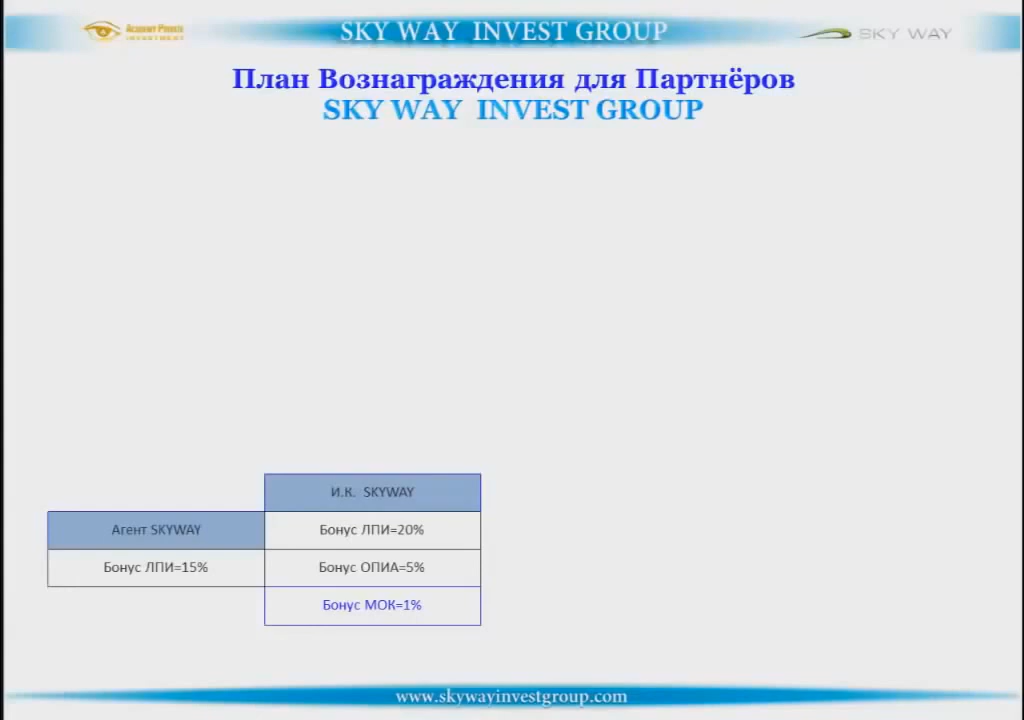 SKY WAY INVEST GROUP
SKY WAY
План Вознаграждения для Партнёров
SKY WAY INVEST GROUP
И.К. SKYWAY
Агент SKYWAY
Бонус ЛПИ=20%
Бонус ЛПИ=15%
Бонус ОПИА=5%
Бонус МОК=1%
www.skywayinvestgroup.com